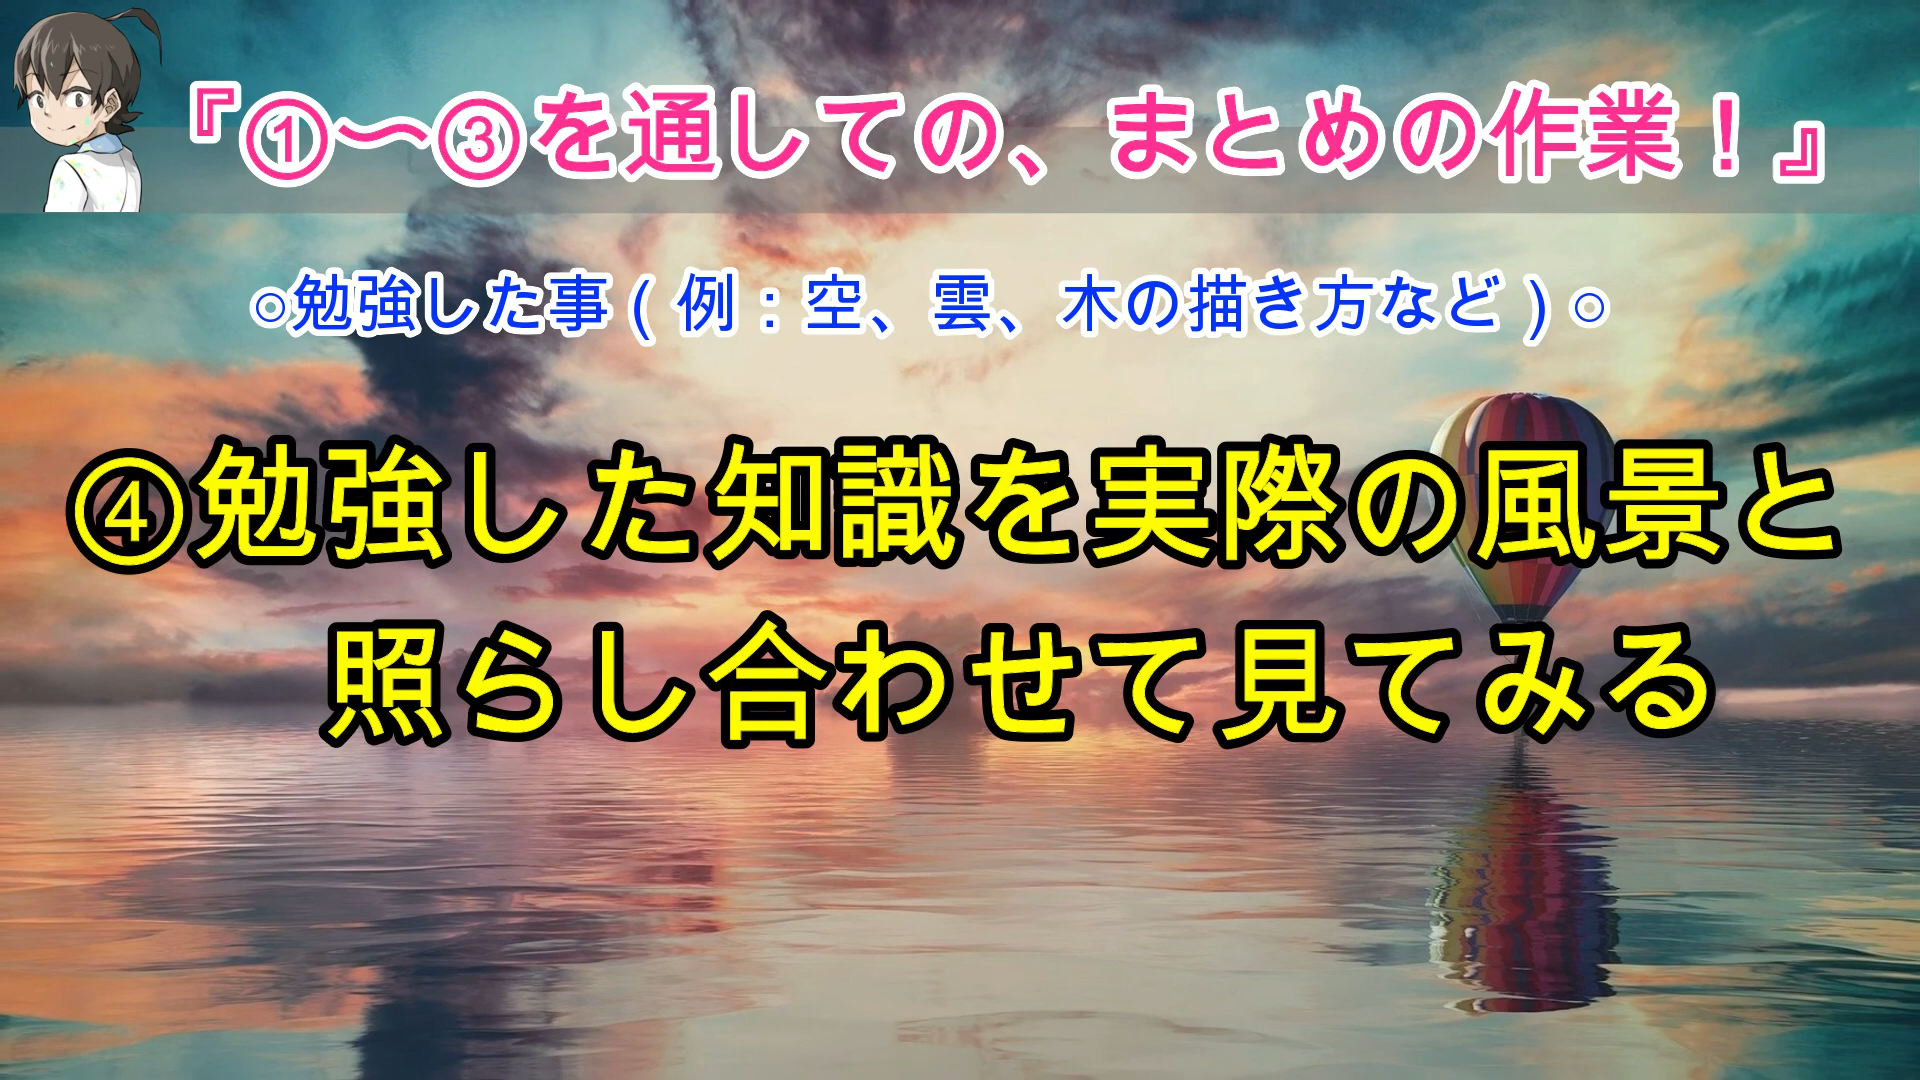 『①〜③を通しての、まとめの作業！』
○勉強した事(例：空、雲、木の描き方など)○
④勉強した知識を実際の風景と
照らし合わせて見てみる